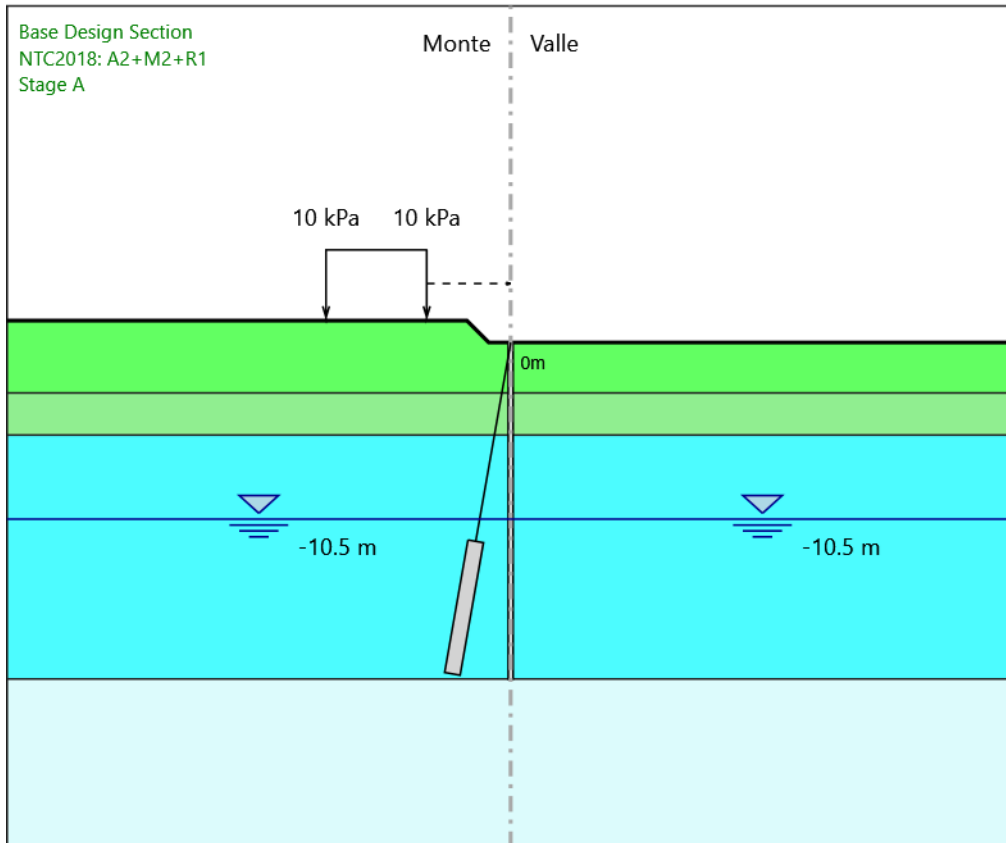 Base Design Section
NTC2018: A2+M2+R1
Stage A
Monte
Valle
10 kPa
10 kPa
0m
-10.5 m
-10.5 m